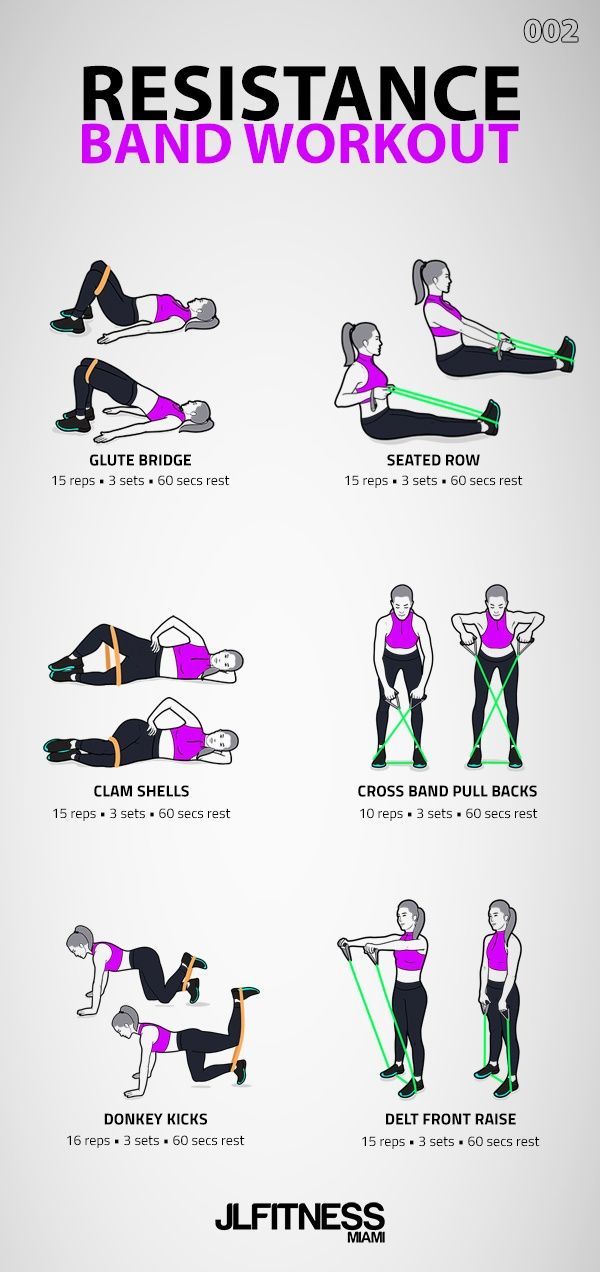 002
RESISTANCE
BAND WORKOUT
GLUTE BRIDGE
15 reps ▪ 3 sets ▪ 60 secs rest
SEATED ROW
15 reps ▪ 3 sets ▪ 60 secs rest
CLAM SHELLS
15 reps ▪ 3 sets ▪ 60 secs rest
CROSS BAND PULL BACKS
10 reps ▪ 3 sets ▪ 60 secs rest
DONKEY KICKS
16 reps ▪ 3 sets ▪ 60 secs rest
DELT FRONT RAISE
15 reps ▪ 3 sets ▪ 60 secs rest
JLFITNESS
MIAMI